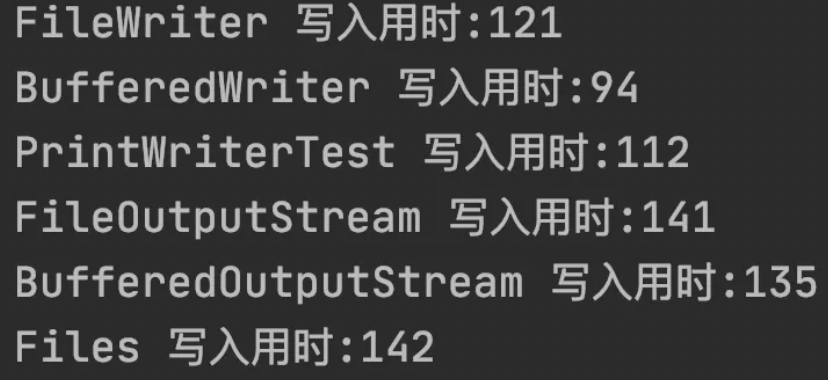 FileWriter 写入用时:121
BufferedWriter 写入用时:94
PrintWriterTest 写入用时:112
FileOutputStream 写入用时:141
BufferedOutputStream 写入用时:135
Files 写入用时:142